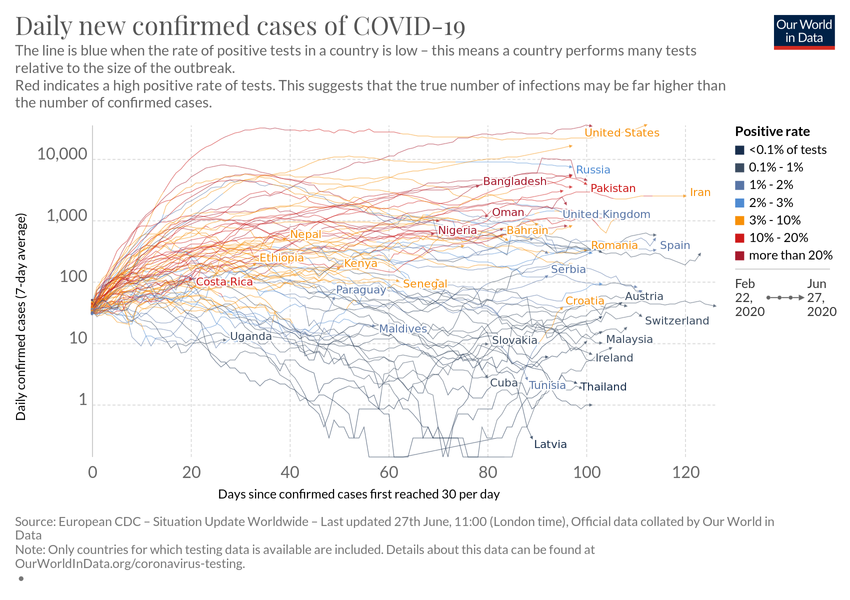 Daily new confirmed cases of COVID-19
Our World
in Data
The line is blue when the rate of positive tests in a country is low – this means a country performs many tests
relative to the size of the outbreak.
Red indicates a high positive rate of tests. This suggests that the true number of infections may be far higher than
the number of confirmed cases.
Positive rate
<0.1% of tests
0.1% - 1%
1% - 2%
2% - 3%
3% - 10%
10% - 20%
more than 20%
Feb
22,
2020
Jun
27,
2020
Daily confirmed cases (7-day average)
10,000
1,000
100
10
1
United States
Russia
Bangladesh
Pakistan
Iran
Oman
United Kingdom
Nigeria
Bahrain
Nepal
Romania
Spain
Ethiopia
Kenya
Serbia
Costa Rica
Senegal
Paraguay
Croatia
Austria
Switzerland
Maldives
Uganda
Slovakia
Malaysia
Ireland
Cuba
Tunisia
Thailand
Latvia
0
20
40
60
80
100
120
Days since confirmed cases first reached 30 per day
Source: European CDC – Situation Update Worldwide – Last updated 27th June, 11:00 (London time), Official data collated by Our World in
Data
Note: Only countries for which testing data is available are included. Details about this data can be found at
OurWorldInData.org/coronavirus-testing.